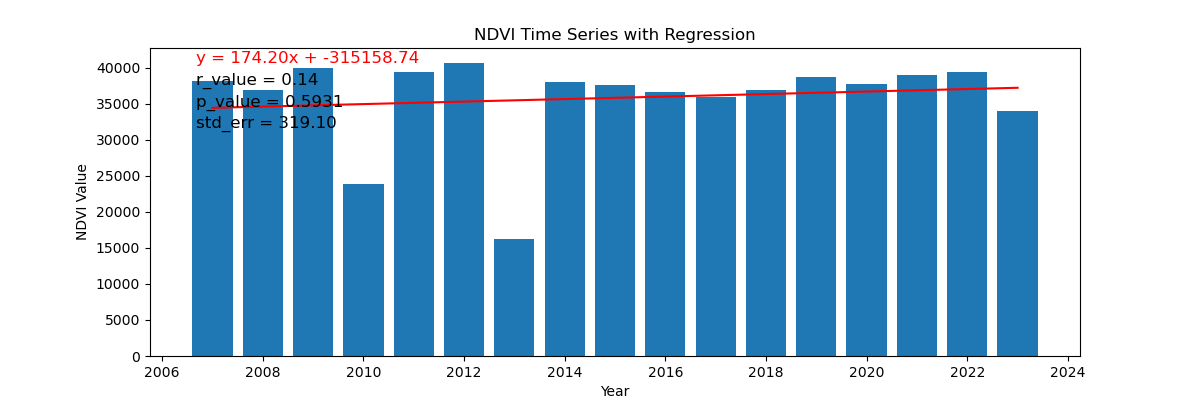 NDVI Time Series with Regression
y = 174.20x + -315158.74
r_value = 0.14
p_value = 0.5931
std_err = 319.10
40000
35000
30000
25000
20000
15000
10000
5000
0
NDVI Value
2006 2008 2010 2012 2014 2016 2018 2020 2022 2024
Year